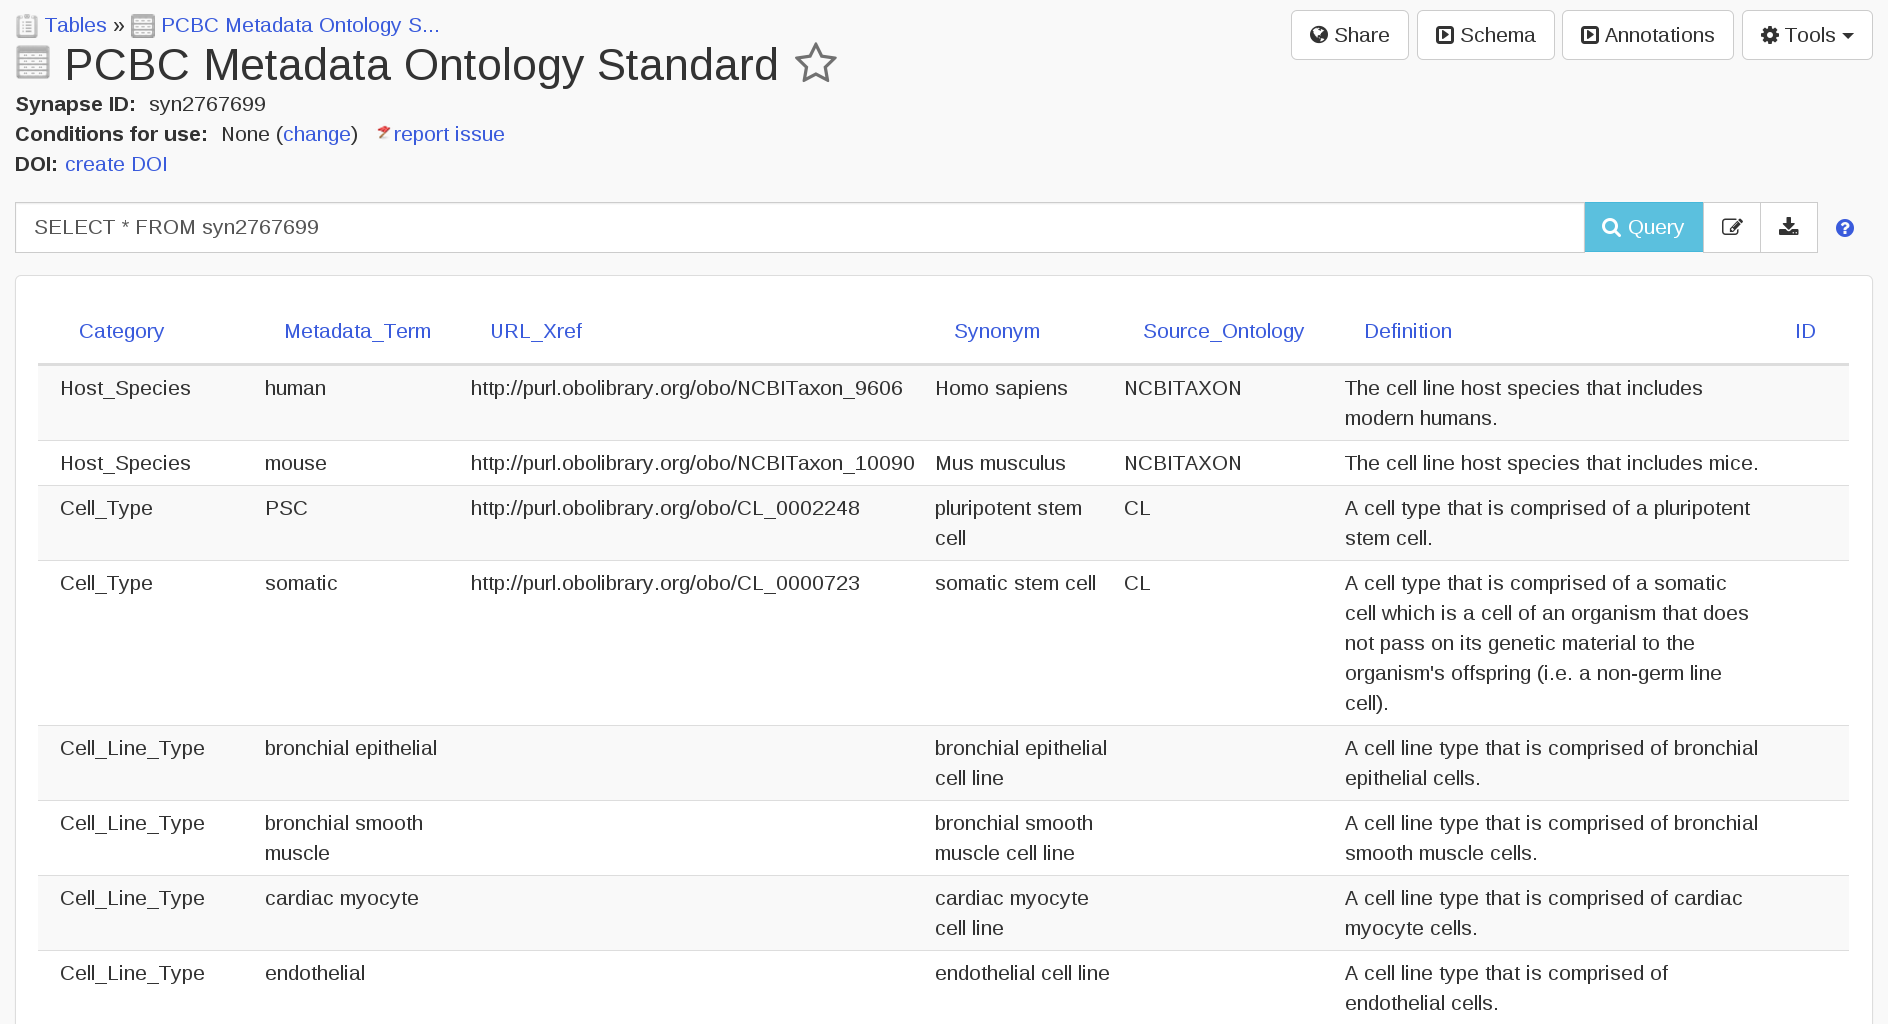 Tables » PCBC Metadata Ontology S...
Share Schema Annotations Tools
PCBC Metadata Ontology Standard
Synapse ID: syn2767699
Conditions for use: None (change) report issue
DOI: create DOI
SELECT * FROM syn2767699 Query
Category Metadata_Term URL_Xref Synonym Source_Ontology Definition ID
Host_Species human http://purl.obolibrary.org/obo/NCBITaxon_9606 Homo sapiens NCBITAXON The cell line host species that includes
modern humans.
Host_Species mouse http://purl.obolibrary.org/obo/NCBITaxon_10090 Mus musculus NCBITAXON The cell line host species that includes mice.
Cell_Type PSC http://purl.obolibrary.org/obo/CL_0002248 pluripotent stem CL A cell type that is comprised of a pluripotent
cell stem cell.
Cell_Type somatic http://purl.obolibrary.org/obo/CL_0000723 somatic stem cell CL A cell type that is comprised of a somatic
cell which is a cell of an organism that does
not pass on its genetic material to the
organism's offspring (i.e. a non-germ line
cell).
Cell_Line_Type bronchial epithelial bronchial epithelial A cell line type that is comprised of bronchial
cell line epithelial cells.
Cell_Line_Type bronchial smooth bronchial smooth A cell line type that is comprised of bronchial
muscle muscle cell line smooth muscle cells.
Cell_Line_Type cardiac myocyte cardiac myocyte A cell line type that is comprised of cardiac
cell line myocyte cells.
Cell_Line_Type endothelial endothelial cell line A cell line type that is comprised of
endothelial cells.